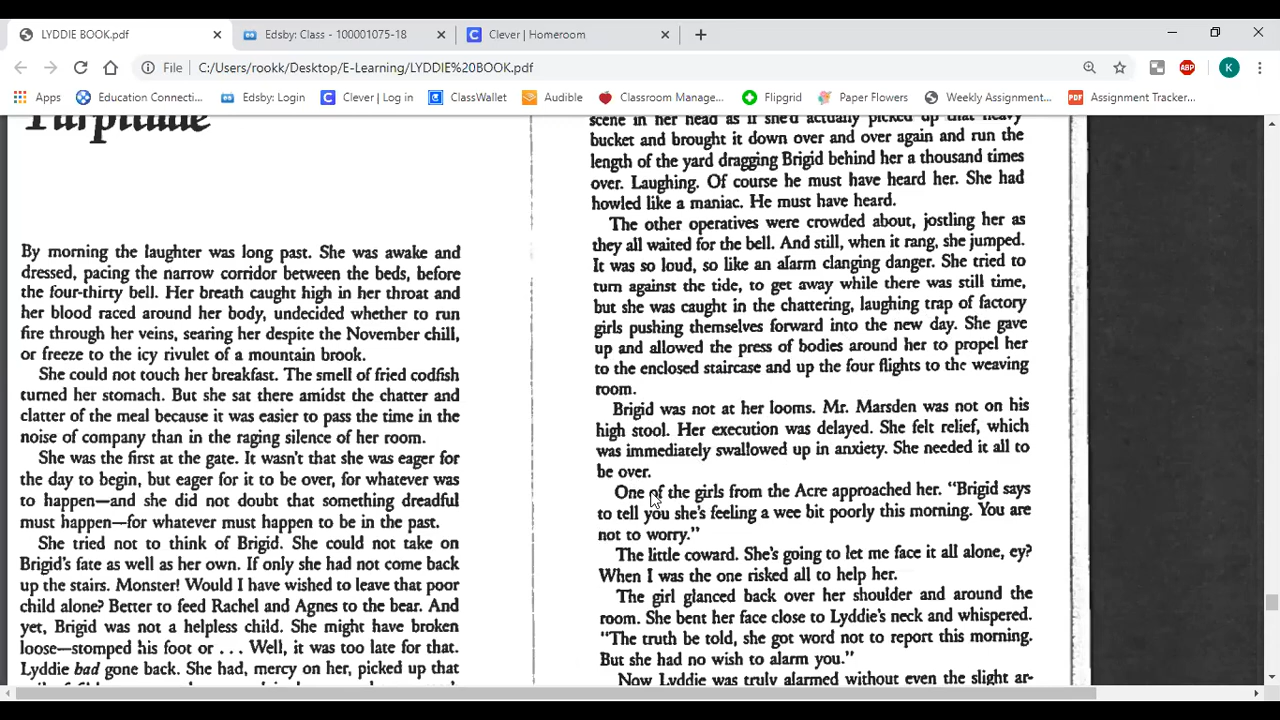 LYDDIE BOOK.pdf
Edsby: Class - 100001075-18
Clever | Homeroom
File
C:/Users/rookk/Desktop/E-Learning/LYDDIE%20BOOK.pdf
ABP
K
Apps
Education Connecti...
Edsby: Login
Clever | Log in
ClassWallet
Audible
Classroom Manage...
Flipgrid
Paper Flowers
Weekly Assignment...
PDF
Assignment Tracker...
Turpitude
By morning the laughter was long past. She was awake and
dressed, pacing the narrow corridor between the beds, before
the four-thirty bell. Her breath caught high in her throat and
her blood raced around her body, undecided whether to run
fire through her veins, searing her despite the November chill,
or freeze to the icy rivulet of a mountain brook.
She could not touch her breakfast. The smell of fried codfish
turned her stomach. But she sat there amidst the chatter and
clatter of the meal because it was easier to pass the time in the
noise of company than in the raging silence of her room.
She was the first at the gate. It wasn't that she was eager for
the day to begin, but eager for it to be over, for whatever was
to happen—and she did not doubt that something dreadful
must happen—for whatever must happen to be in the past.
She tried not to think of Brigid. She could not take on
Brigid's fate as well as her own. If only she had not come back
up the stairs. Monster! Would I have wished to leave that poor
child alone? Better to feed Rachel and Agnes to the bear. And
yet, Brigid was not a helpless child. She might have broken
loose—stomped his foot or . . . Well, it was too late for that.
Lyddie had gone back. She had, mercy on her, picked up that
scene in her head as if she'd actually picked up that heavy
bucket and brought it down over and over again and run the
length of the yard dragging Brigid behind her a thousand times
over. Laughing. Of course he must have heard her. She had
howled like a maniac. He must have heard.
The other operatives were crowded about, jostling her as
they all waited for the bell. And still, when it rang, she jumped.
It was so loud, so like an alarm clanging danger. She tried to
turn against the tide, to get away while there was still time,
but she was caught in the chattering, laughing trap of factory
girls pushing themselves forward into the new day. She gave
up and allowed the press of bodies around her to propel her
to the enclosed staircase and up the four flights to the weaving
room.
Brigid was not at her looms. Mr. Marsden was not on his
high stool. Her execution was delayed. She felt relief, which
was immediately swallowed up in anxiety. She needed it all to
be over.
One of the girls from the Acre approached her. "Brigid says
to tell you she's feeling a wee bit poorly this morning. You are
not to worry."
The little coward. She's going to let me face it all alone, ey?
When I was the one risked all to help her.
The girl glanced back over her shoulder and around the
room. She bent her face close to Lyddie's neck and whispered.
"The truth be told, she got word not to report this morning.
But she had no wish to alarm you."
Now Lyddie was truly alarmed without even the slight ar-